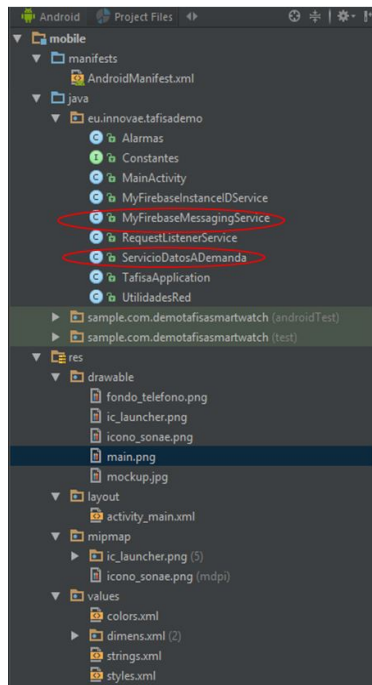 Android Project Files
mobile
manifests
AndroidManifest.xml
java
eu.innovae.tafisademo
C Alarmas
I Constantes
C MainActivity
C MyFirebaseInstanceIDService
C MyFirebaseMessagingService
C RequestListenerService
C ServicioDatosADemanda
C TafisaApplication
C UtilidadesRed
sample.com.demotafisasmartwatch (androidTest)
sample.com.demotafisasmartwatch (test)
res
drawable
fondo_telefono.png
ic_launcher.png
icono_sonae.png
main.png
mockup.jpg
layout
activity_main.xml
mipmap
ic_launcher.png (5)
icono_sonae.png (mdpi)
values
colors.xml
dimens.xml (2)
strings.xml
styles.xml